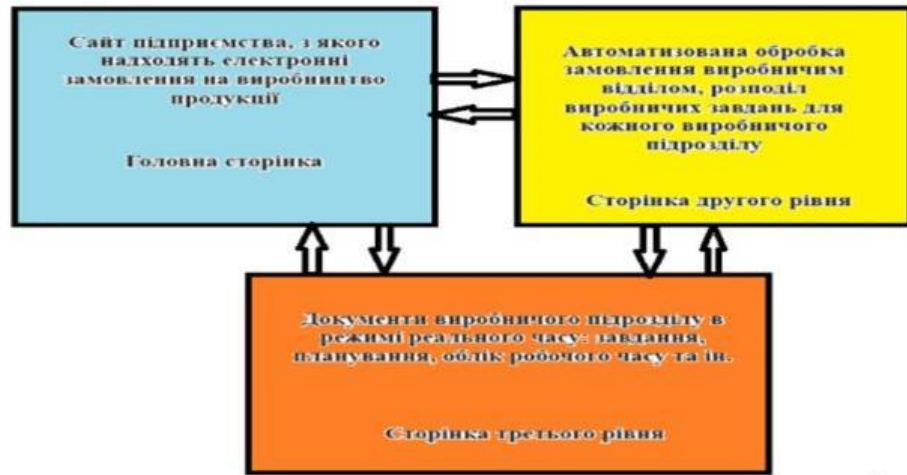 Сайт підприємства, з якого
надходять електронні
замовлення на виробництво
продукції
Головна сторінка
Автоматизована обробка
замовлення виробничим
відділом, розподіл
виробничих завдань для
кожного виробничого
підрозділу
Сторінка другого рівня
Документи виробничого підрозділу в
режимі реального часу: завдання,
планування, облік робочого часу та ін.
Сторінка третього рівня